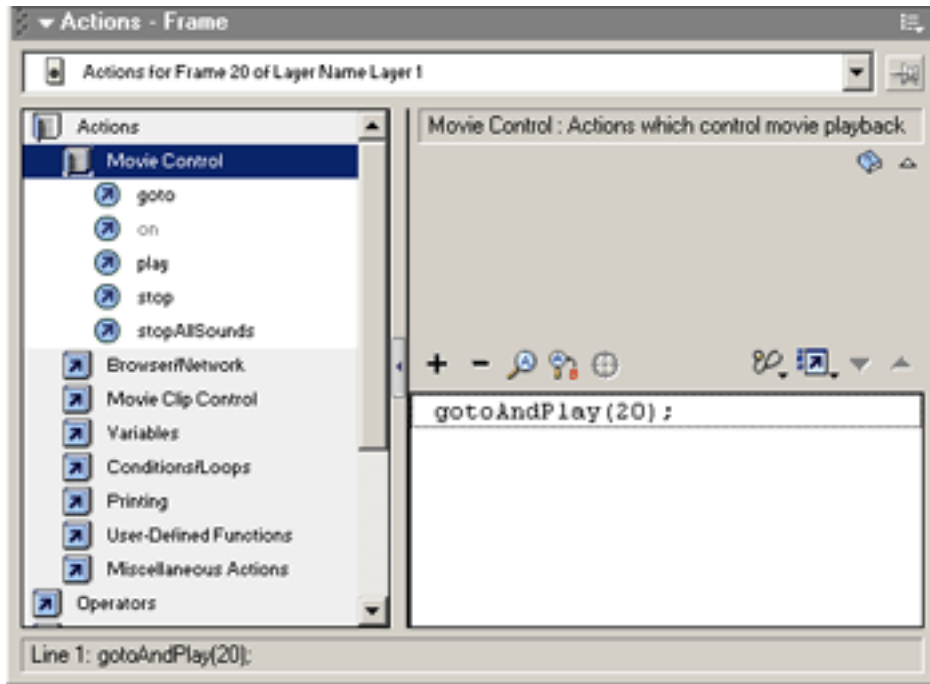 Actions - Frame
Actions for Frame 20 of Layer Name Layer 1
Actions
Movie Control
goto
on
play
stop
stopAllSounds
Browser/Network
Movie Clip Control
Variables
Conditions/Loops
Printing
User-Defined Functions
Miscellaneous Actions
Operators
Movie Control : Actions which control movie playback
gotoAndPlay(20);
Line 1: gotoAndPlay(20);